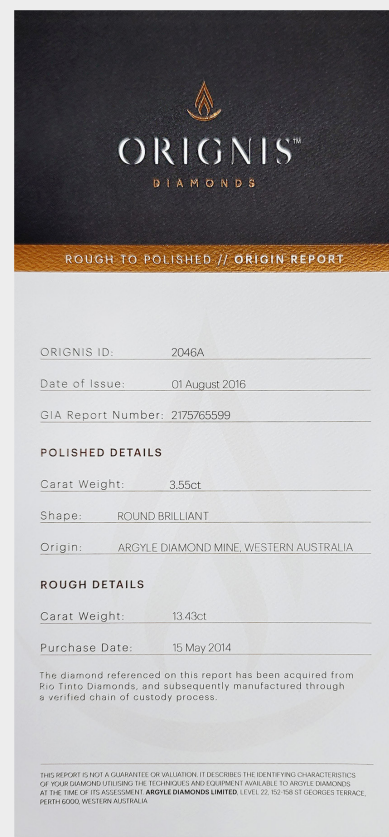 ORIGNIS™
DIAMONDS
ROUGH TO POLISHED // ORIGIN REPORT
ORIGNIS ID: 2046A
Date of Issue: 01 August 2016
GIA Report Number: 2175765599
POLISHED DETAILS
Carat Weight: 3.55ct
Shape: ROUND BRILLIANT
Origin: ARGYLE DIAMOND MINE, WESTERN AUSTRALIA
ROUGH DETAILS
Carat Weight: 13.43ct
Purchase Date: 15 May 2014
The diamond referenced on this report has been acquired from
Rio Tinto Diamonds, and subsequently manufactured through
a verified chain of custody process.
THIS REPORT IS NOT A GUARANTEE OR VALUATION. IT DESCRIBES THE IDENTIFYING CHARACTERISTICS
OF YOUR DIAMOND UTILISING THE TECHNIQUES AND EQUIPMENT AVAILABLE TO ARGYLE DIAMONDS
AT THE TIME OF ITS ASSESSMENT. ARGYLE DIAMONDS LIMITED, LEVEL 22, 152-158 ST GEORGES TERRACE,
PERTH 6000, WESTERN AUSTRALIA